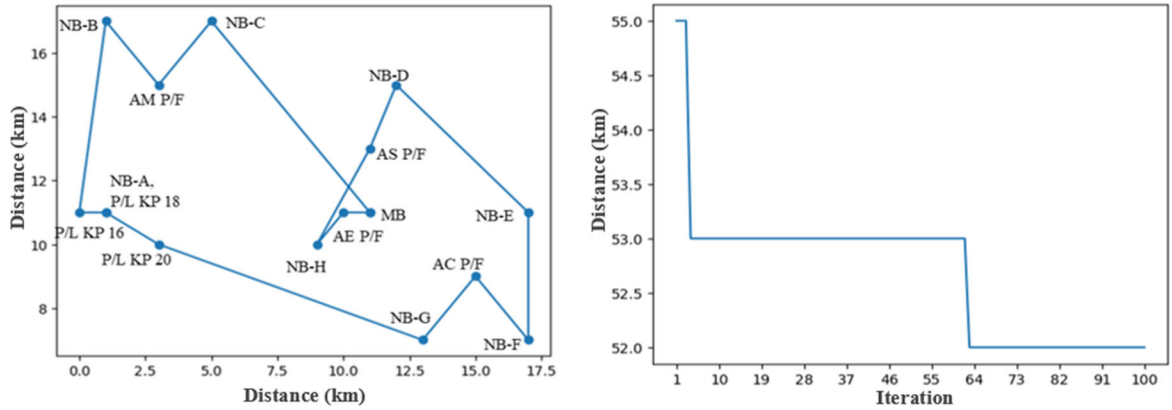 NB-B
NB-C
AM P/F
NB-D
AS P/F
NB-A,
P/L KP 18
P/L KP 16
MB
NB-E
AE P/F
P/L KP 20
NB-H
AC P/F
NB-G
NB-F
16
14
12
10
8
0.0 2.5 5.0 7.5 10.0 12.5 15.0 17.5
Distance (km)
Distance (km)
55.0
54.5
54.0
53.5
53.0
52.5
52.0
1 10 19 28 37 46 55 64 73 82 91 100
Distance (km)
Iteration